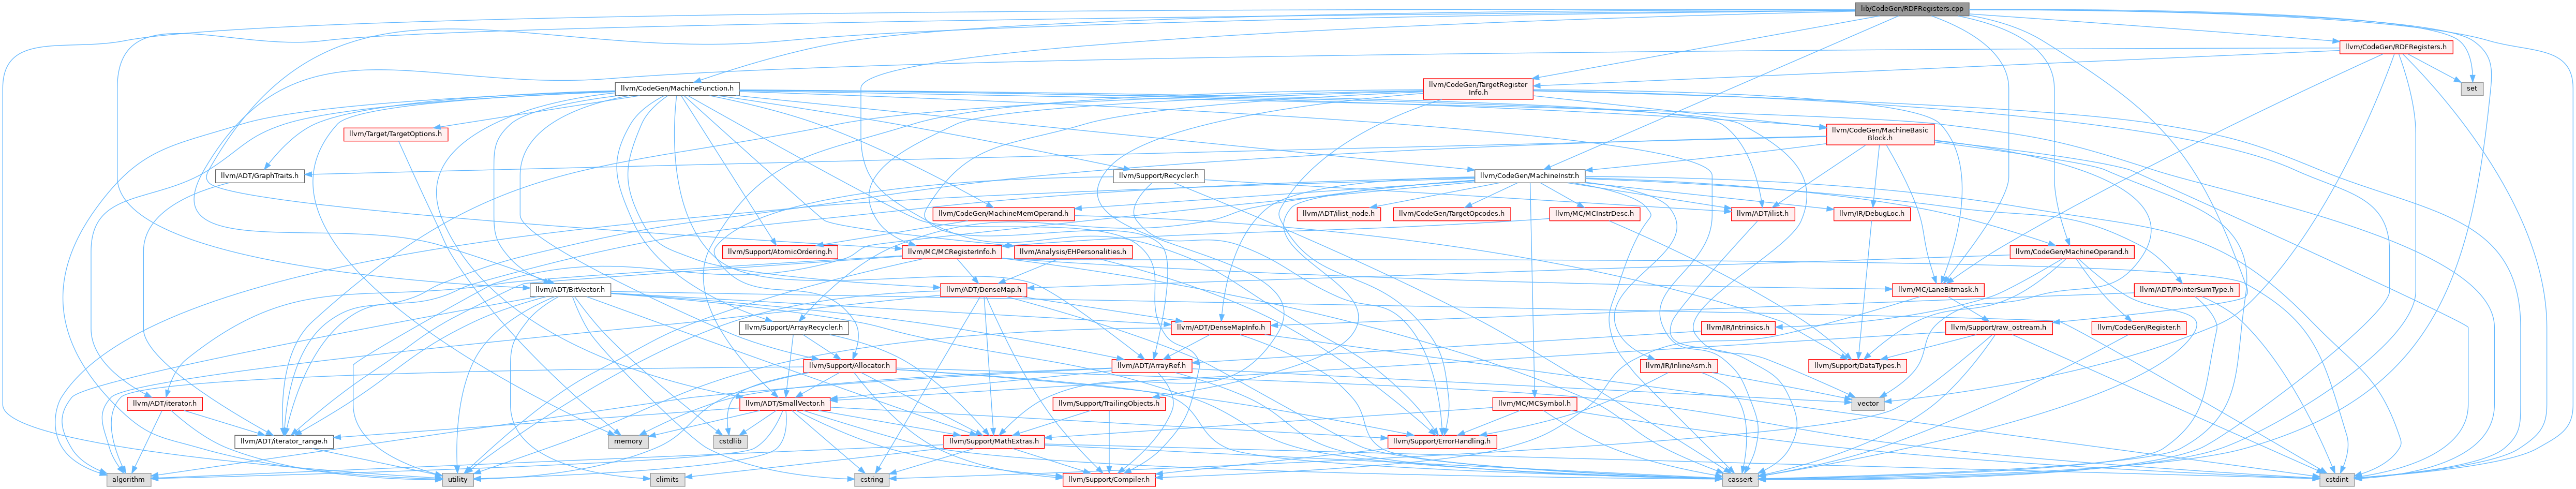 lib/CodeGen/RDFRegisters.cpp
llvm/CodeGen/RDFRegisters.h
llvm/CodeGen/MachineFunction.h
llvm/CodeGen/TargetRegister
Info.h
set
llvm/Target/TargetOptions.h
llvm/CodeGen/MachineBasic
Block.h
llvm/ADT/GraphTraits.h
llvm/Support/Recycler.h
llvm/CodeGen/MachineInstr.h
llvm/CodeGen/MachineMemOperand.h
llvm/ADT/ilist_node.h
llvm/CodeGen/TargetOpcodes.h
llvm/MC/MCInstrDesc.h
llvm/ADT/ilist.h
llvm/IR/DebugLoc.h
llvm/Support/AtomicOrdering.h
llvm/MC/MCRegisterInfo.h
llvm/Analysis/EHPersonalities.h
llvm/CodeGen/MachineOperand.h
llvm/ADT/BitVector.h
llvm/ADT/DenseMap.h
llvm/MC/LaneBitmask.h
llvm/ADT/PointerSumType.h
llvm/Support/ArrayRecycler.h
llvm/ADT/DenseMapInfo.h
llvm/IR/Intrinsics.h
llvm/Support/raw_ostream.h
llvm/CodeGen/Register.h
llvm/Support/Allocator.h
llvm/ADT/ArrayRef.h
llvm/IR/InlineAsm.h
llvm/Support/DataTypes.h
llvm/ADT/iterator.h
llvm/ADT/SmallVector.h
llvm/Support/TrailingObjects.h
llvm/MC/MCSymbol.h
vector
llvm/ADT/iterator_range.h
memory
cstdlib
llvm/Support/MathExtras.h
llvm/Support/ErrorHandling.h
algorithm
utility
climits
cstring
llvm/Support/Compiler.h
cassert
cstdint